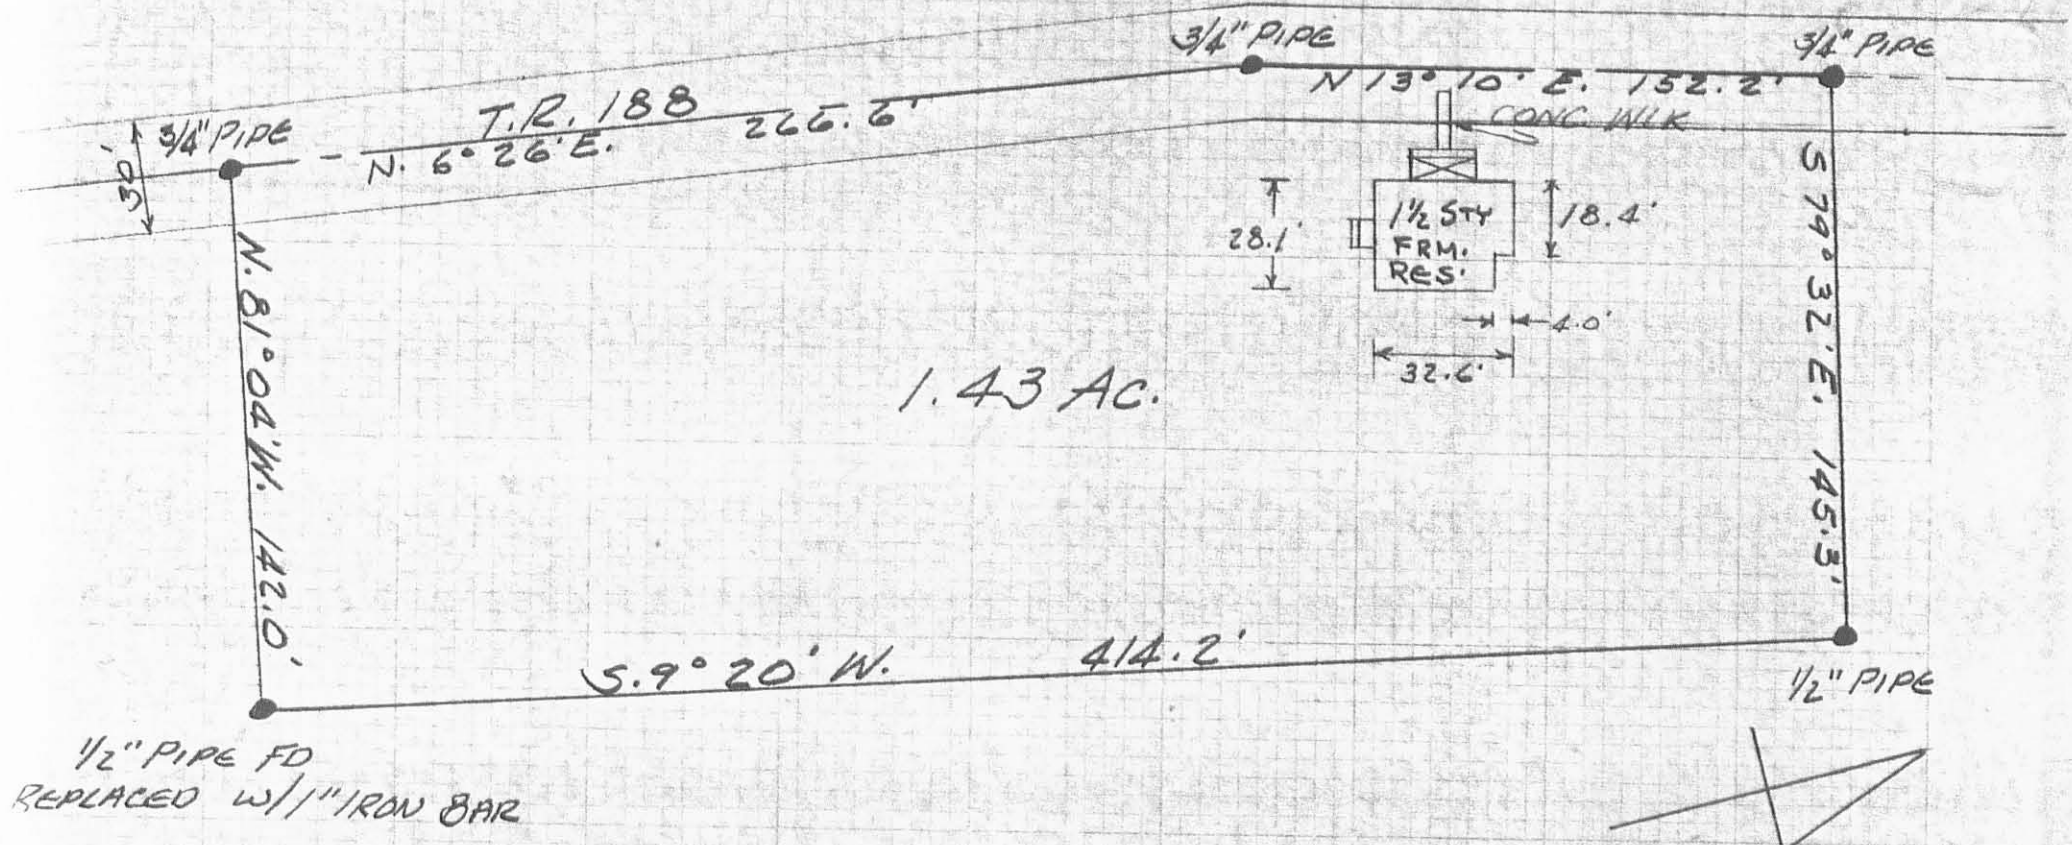 3/4" PIPE
3/4" PIPE
N 13° 10' E. 152.2'
T.R. 188 266.6'
CONC. WLK
3/4" PIPE
N. 6° 26' E.
30'
1½ STY
FRM.
RES.
18.4'
28.1'
4.0'
32.6'
S 79° 32' E. 145.3'
N. 81° 04' W. 142.0'
1.43 AC.
S. 9° 20' W. 414.2'
1/2" PIPE
1/2" PIPE FD
REPLACED W/1" IRON BAR